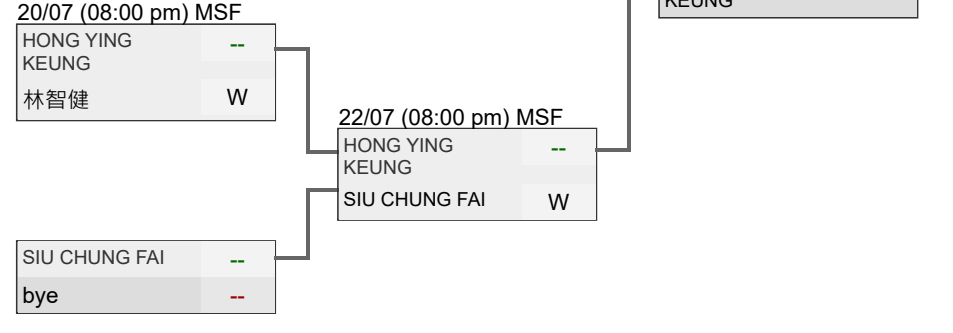 KEUNG
20/07 (08:00 pm) MSF
HONG YING
KEUNG
--
林智健
W
22/07 (08:00 pm) MSF
HONG YING
KEUNG
--
SIU CHUNG FAI
W
SIU CHUNG FAI
--
bye
--